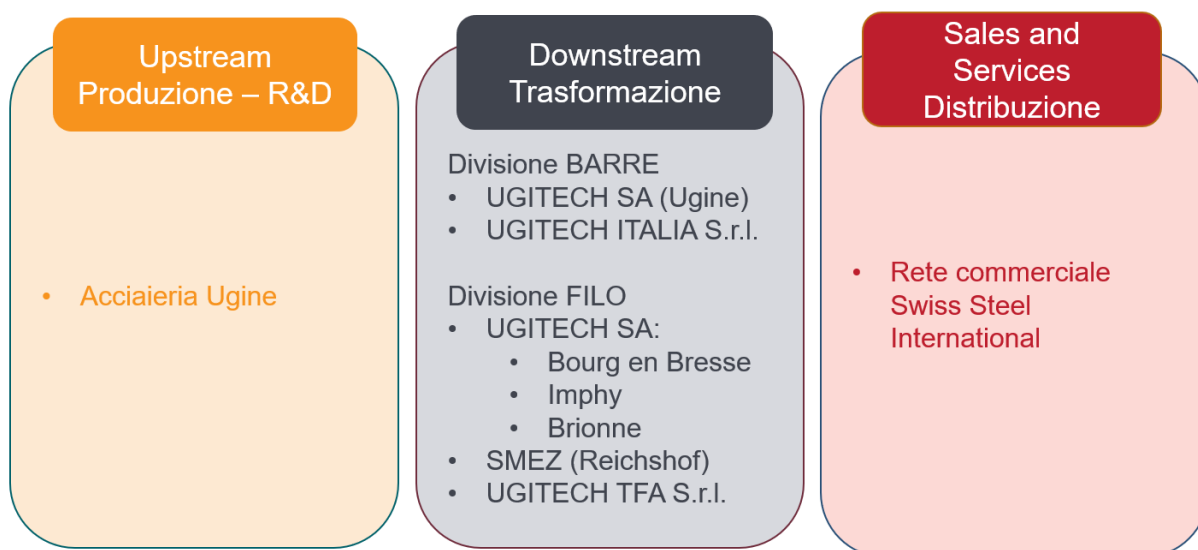 Upstream
Produzione – R&D
• Acciaieria Ugine
Downstream
Trasformazione
Divisione BARRE
• UGITECH SA (Ugine)
• UGITECH ITALIA S.r.l.
Divisione FILO
• UGITECH SA:
• Bourg en Bresse
• Imphy
• Brionne
• SMEZ (Reichshof)
• UGITECH TFA S.r.l.
Sales and
Services
Distribuzione
• Rete commerciale
Swiss Steel
International